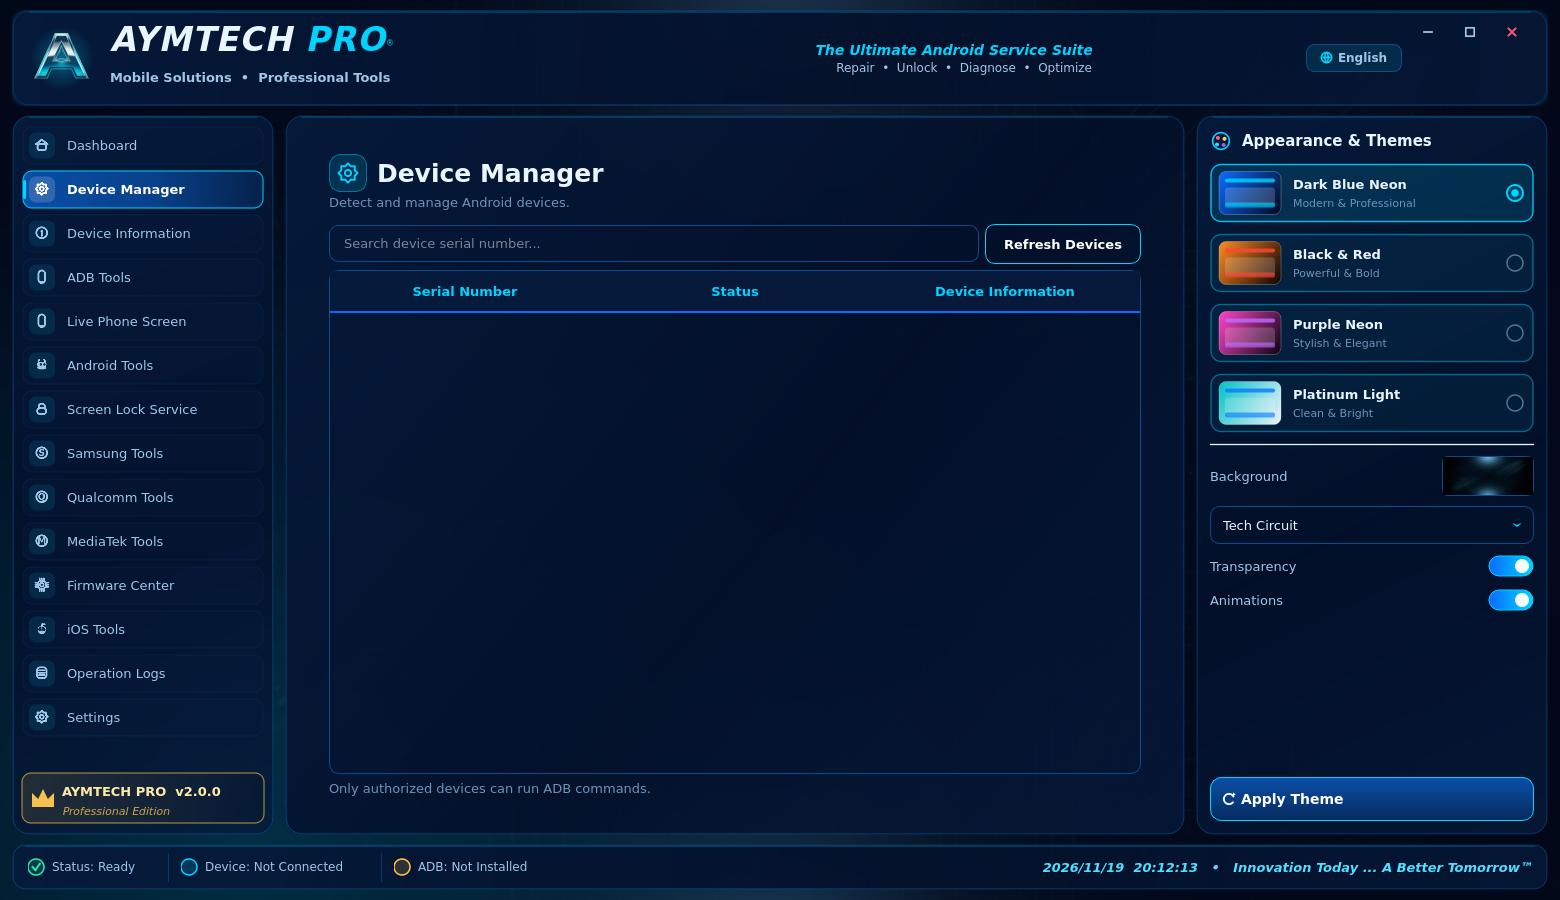 AYMTECH PRO®
Mobile Solutions • Professional Tools
The Ultimate Android Service Suite
Repair • Unlock • Diagnose • Optimize
English
Dashboard
Device Manager
Device Information
ADB Tools
Live Phone Screen
Android Tools
Screen Lock Service
Samsung Tools
Qualcomm Tools
MediaTek Tools
Firmware Center
iOS Tools
Operation Logs
Settings
AYMTECH PRO v2.0.0
Professional Edition
Device Manager
Detect and manage Android devices.
Search device serial number...
Refresh Devices
Serial Number Status Device Information
Only authorized devices can run ADB commands.
Appearance & Themes
Dark Blue Neon
Modern & Professional
Black & Red
Powerful & Bold
Purple Neon
Stylish & Elegant
Platinum Light
Clean & Bright
Background
Tech Circuit
Transparency
Animations
Apply Theme
Status: Ready
Device: Not Connected
ADB: Not Installed
2026/11/19 20:12:13 • Innovation Today ... A Better Tomorrow™